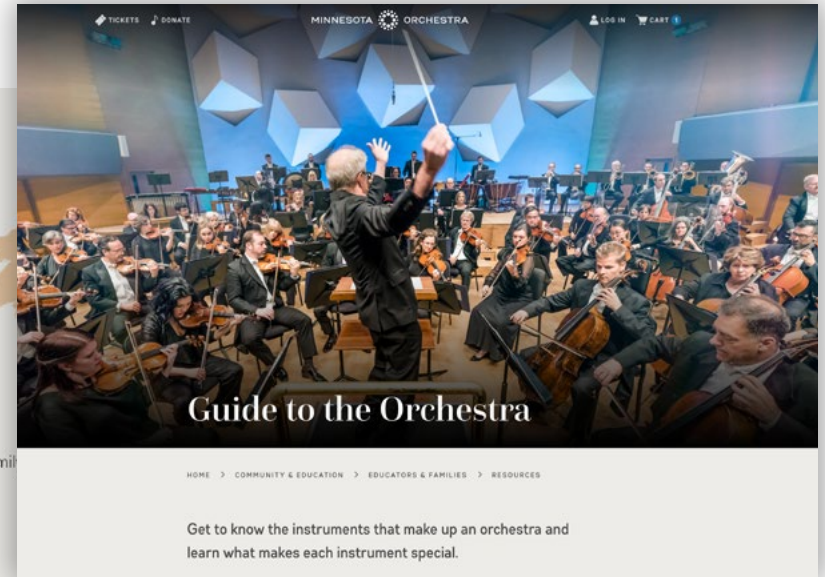 TICKETS DONATE MINNESOTA ORCHESTRA LOG IN CART 1
Guide to the Orchestra
HOME > COMMUNITY & EDUCATION > EDUCATORS & FAMILIES > RESOURCES
Get to know the instruments that make up an orchestra and
learn what makes each instrument special.